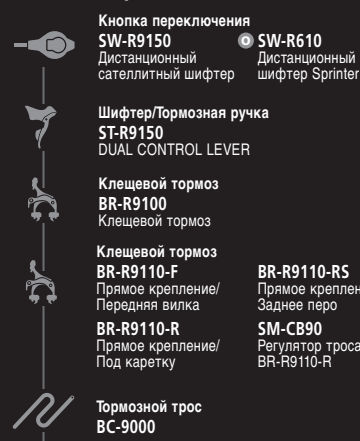 Кнопка переключения
SW-R9150 O SW-R610
Дистанционный Дистанционный
сателлитный шифтер шифтер Sprinter
Шифтер/Тормозная ручка
ST-R9150
DUAL CONTROL LEVER
Клещевой тормоз
BR-R9100
Клещевой тормоз
Клещевой тормоз
BR-R9110-F BR-R9110-RS
Прямое крепление/ Прямое креплен
Передняя вилка Заднее перо
BR-R9110-R SM-CB90
Прямое крепление/ Регулятор троса
Под каретку BR-R9110-R
Тормозной трос
BC-9000